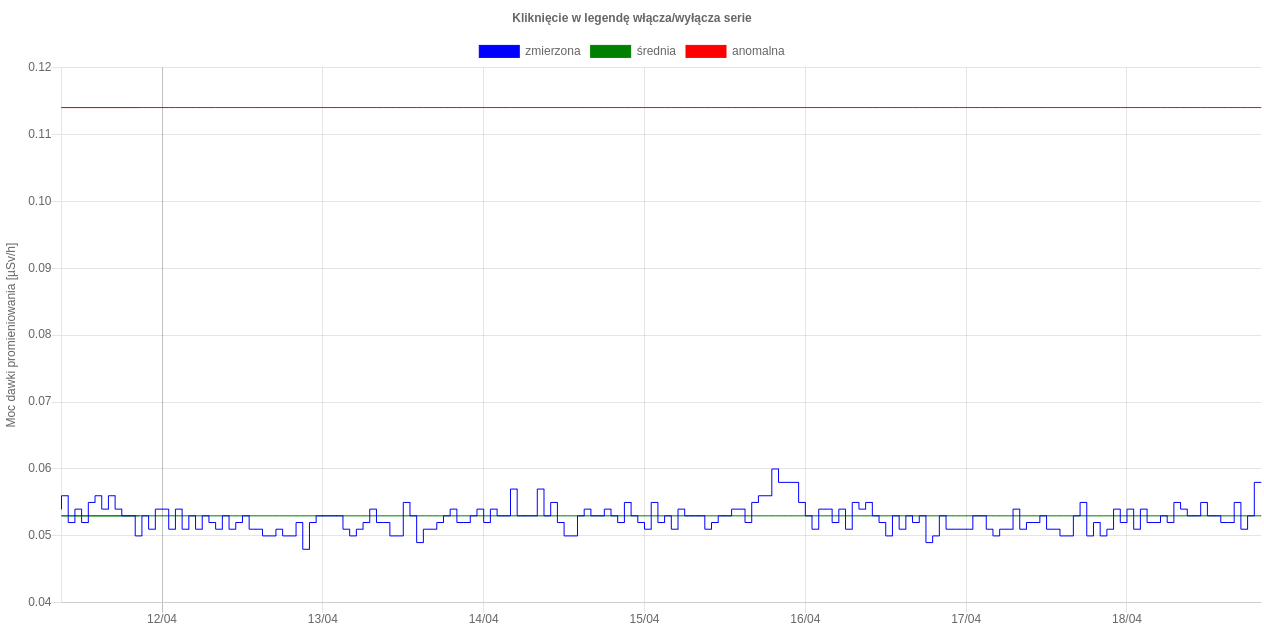 Kliknięcie w legendę włącza/wyłącza serie
zmierzona średnia anomalna
Moc dawki promieniowania [µSv/h]
0.12
0.11
0.10
0.09
0.08
0.07
0.06
0.05
0.04
12/04 13/04 14/04 15/04 16/04 17/04 18/04